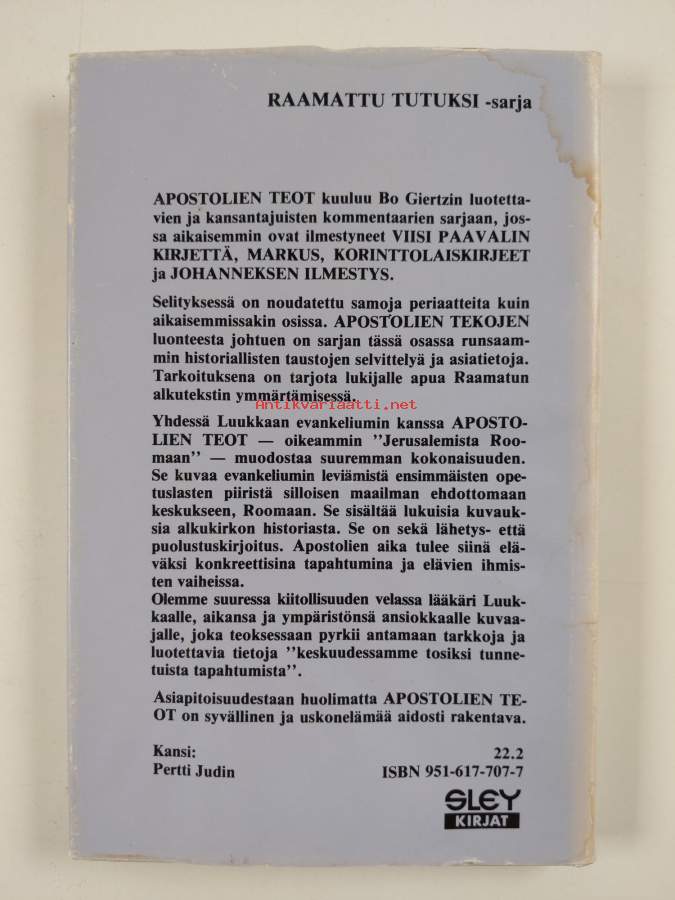 RAAMATTU TUTUKSI -sarja
APOSTOLIEN TEOT kuuluu Bo Giertzin luotetta-
vien ja kansantajuisten kommentaarien sarjaan, jos-
sa aikaisemmin ovat ilmestyneet VIISI PAAVALIN
KIRJETTÄ, MARKUS, KORINTTOLAISKIRJEET
ja JOHANNEKSEN ILMESTYS.
Selityksessä on noudatettu samoja periaatteita kuin
aikaisemmissakin osissa. APOSTOLIEN TEKOJEN
luonteesta johtuen on sarjan tässä osassa runsaam-
min historiallisten taustojen selvittelyä ja asiatietoja.
Tarkoituksena on tarjota lukijalle apua Raamatun
alkutekstin ymmärtämisessä.
Antikvariaatti.net
Yhdessä Luukkaan evankeliumin kanssa APOSTO-
LIEN TEOT — oikeammin ”Jerusalemista Roo-
maan” — muodostaa suuremman kokonaisuuden.
Se kuvaa evankeliumin leviämistä ensimmäisten ope-
tuslasten piiristä silloisen maailman ehdottomaan
keskukseen, Roomaan. Se sisältää lukuisia kuvauk-
sia alkukirkon historiasta. Se on sekä lähetys- että
puolustuskirjoitus. Apostolien aika tulee siinä elä-
väksi konkreettisina tapahtumina ja elävien ihmis-
ten vaiheissa.
Olemme suuressa kiitollisuuden velassa lääkäri Luuk-
kaalle, aikansa ja ympäristönsä ansiokkaalle kuvaa-
jalle, joka teoksessaan pyrkii antamaan tarkkoja ja
luotettavia tietoja ”keskuudessamme tosiksi tunne-
tuista tapahtumista”.
Asiapitoisuudestaan huolimatta APOSTOLIEN TE-
OT on syvällinen ja uskonelämää aidosti rakentava.
Kansi: 22.2
Pertti Judin ISBN 951-617-707-7
SLEY
KIRJAT